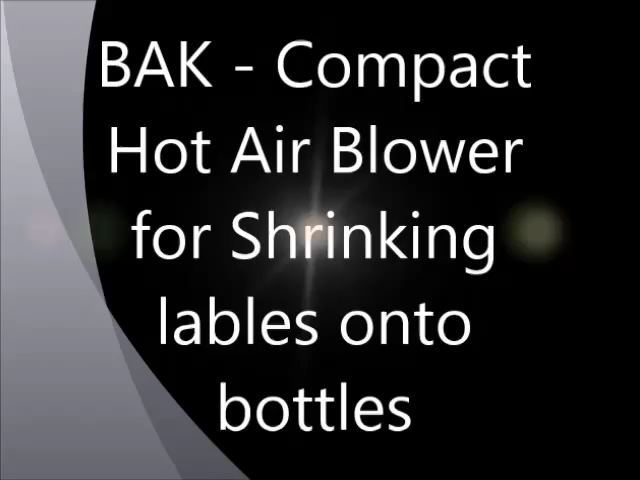 BAK - Compact
Hot Air Blower
for Shrinking
lables onto
bottles